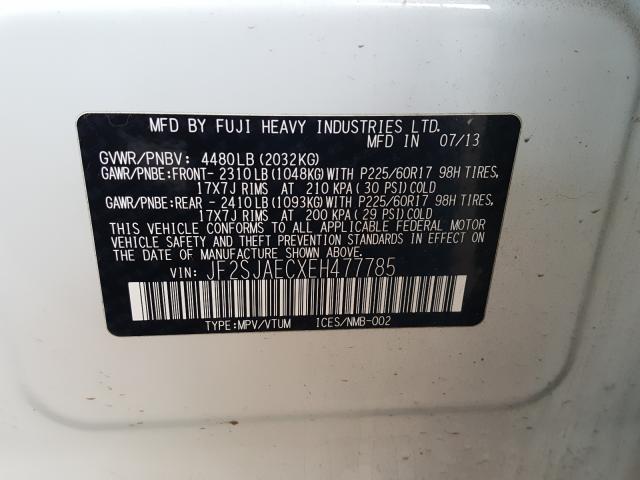 MFD BY FUJI HEAVY INDUSTRIES LTD.
MFD IN 07/13
GVWR/PNBV: 4480LB(2032KG)
GAWR/PNBE:FRONT- 2310LB(1048KG)WITH P225/60R17 98H TIRES,
17X7J RIMS AT 210 KPA(30 PSI)COLD
GAWR/PNBE:REAR - 2410LB(1093KG)WITH P225/60R17 98H TIRES,
17X7J RIMS AT 200 KPA(29 PSI)COLD
THIS VEHICLE CONFORMS TO ALL APPLICABLE FEDERAL MOTOR
VEHICLE SAFETY AND THEFT PREVENTION STANDARDS IN EFFECT ON
THE DATE OF MANUFACTURE SHOWN ABOVE.
VIN: JF2SJAECXEH477785
TYPE:MPV/VTUM ICES/NMB-002